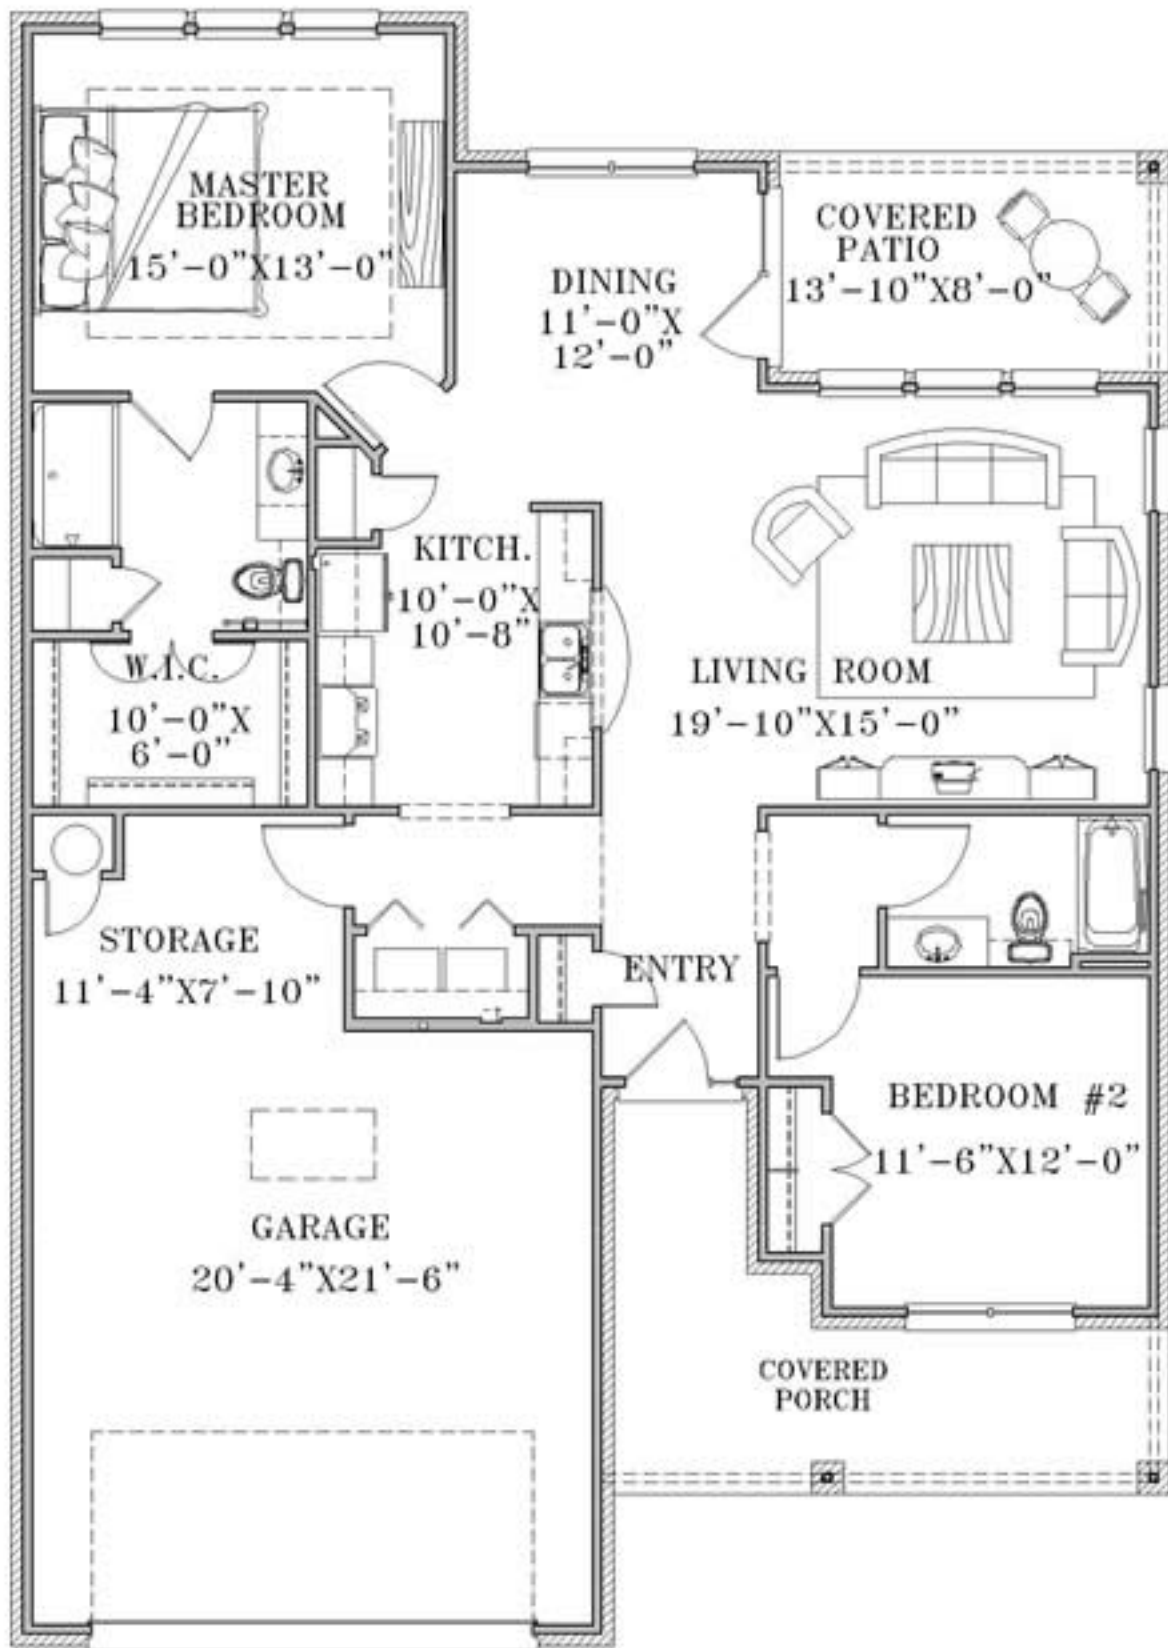 MASTER
BEDROOM
15'-0"X13'-0"
COVERED
PATIO
13'-10"X8'-0"
DINING
11'-0"X
12'-0"
KITCH.
10'-0"X
10'-8"
W.I.C.
10'-0"X
6'-0"
LIVING ROOM
19'-10"X15'-0"
STORAGE
11'-4"X7'-10"
ENTRY
BEDROOM #2
11'-6"X12'-0"
GARAGE
20'-4"X21'-6"
COVERED
PORCH